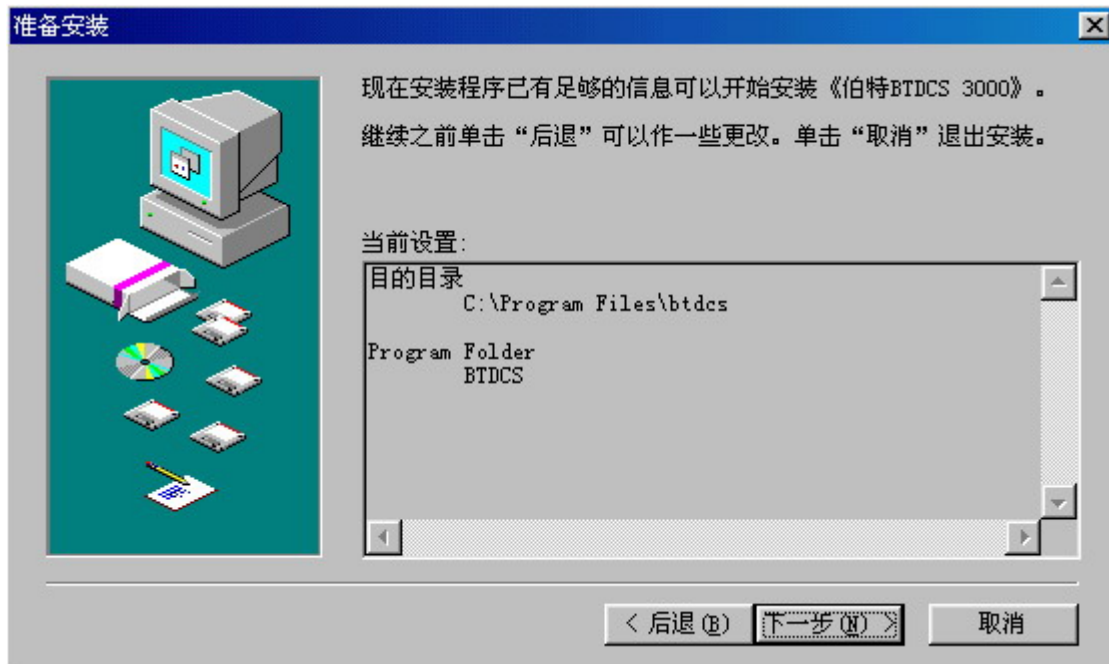 准备安装
现在安装程序已有足够的信息可以开始安装《伯特BTDCS 3000》。
继续之前单击“后退”可以作一些更改。单击“取消”退出安装。
当前设置:
目的目录
C:\Program Files\btdcs
Program Folder
BTDCS
< 后退(B)
下一步(N) >
取消